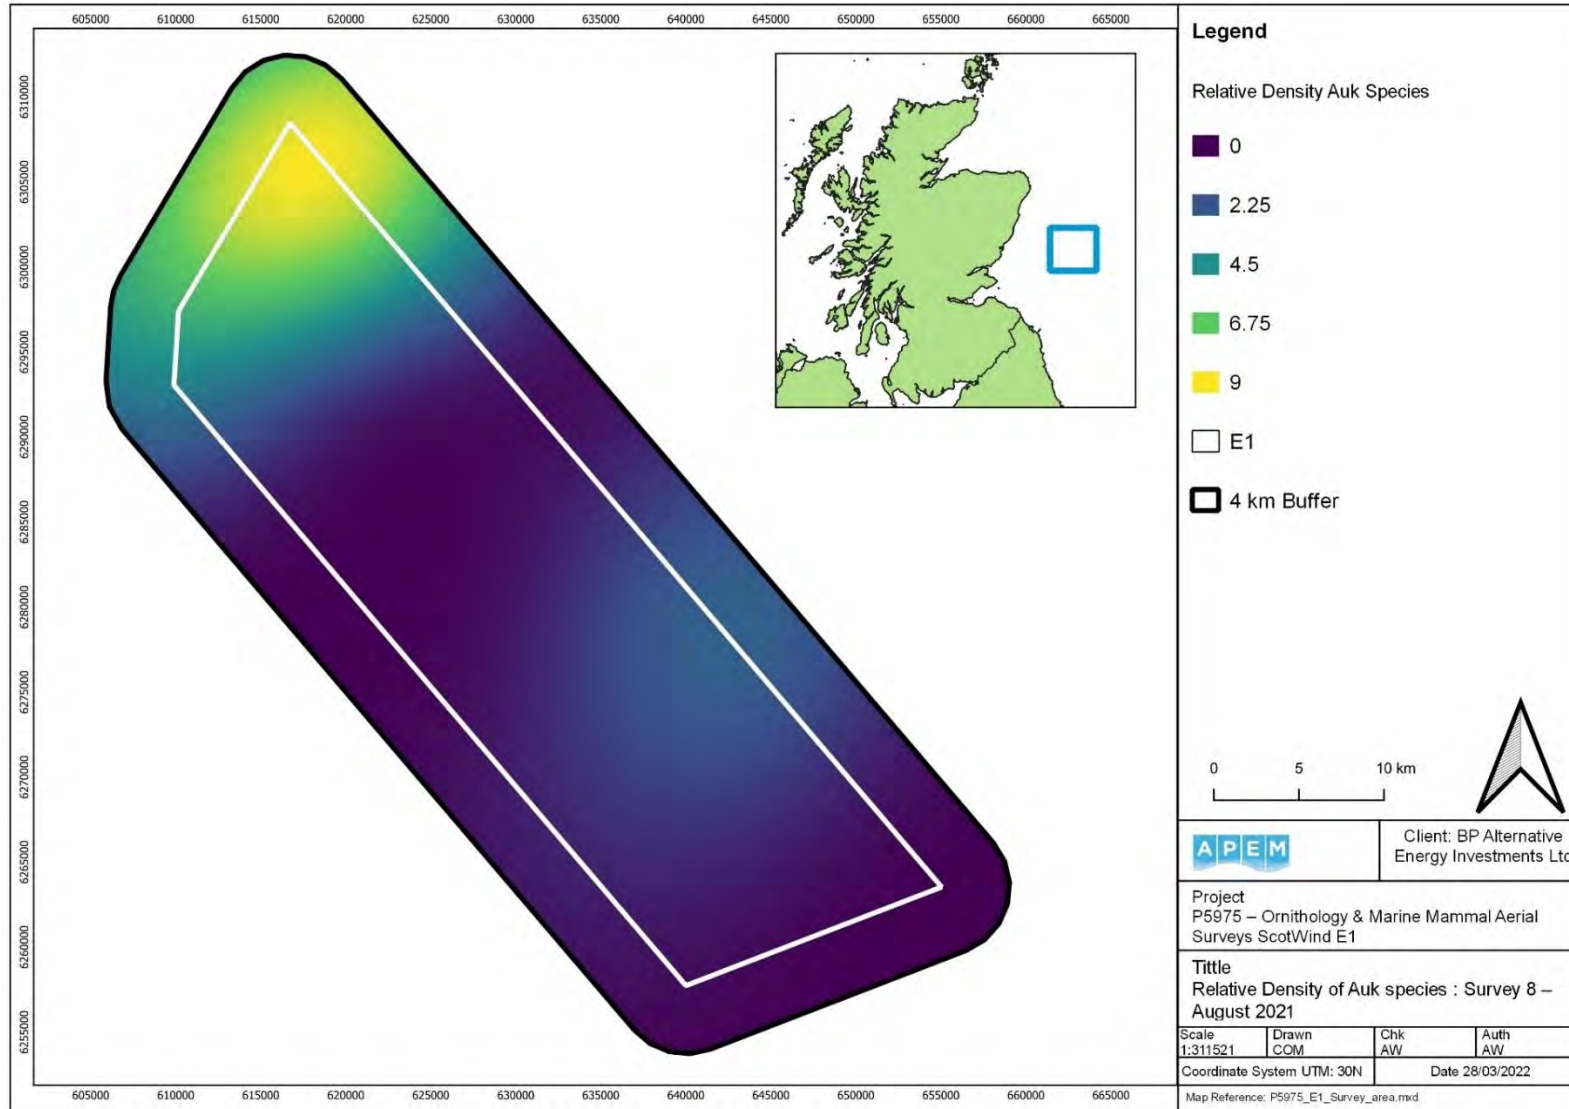 605000 610000 615000 620000 625000 630000 635000 640000 645000 650000 655000 660000 665000
6310000
6305000
6300000
6295000
6290000
6285000
6280000
6275000
6270000
6265000
6260000
6255000
605000 610000 615000 620000 625000 630000 635000 640000 645000 650000 655000 660000 665000
Legend
Relative Density Auk Species
0
2.25
4.5
6.75
9
E1
4 km Buffer
0 5 10 km
APEM
Client: BP Alternative
Energy Investments Ltd
Project
P5975 – Ornithology & Marine Mammal Aerial
Surveys ScotWind E1
Tittle
Relative Density of Auk species : Survey 8 –
August 2021
Scale
1:311521
Drawn
COM
Chk
AW
Auth
AW
Coordinate System UTM: 30N
Date 28/03/2022
Map Reference: P5975_E1_Survey_area.mxd